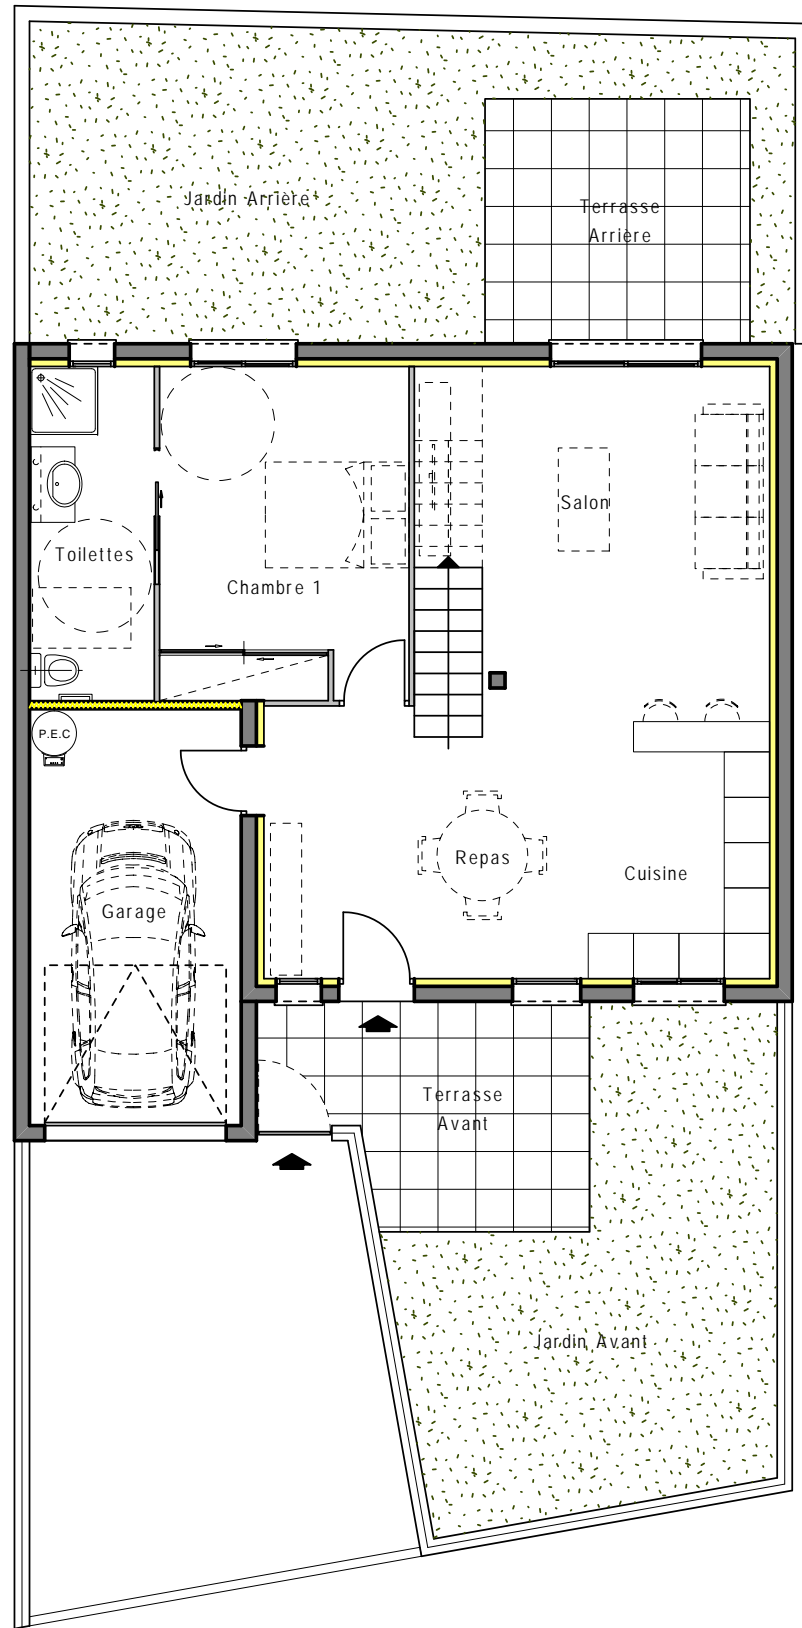 Jardin Arrière
Terrasse
Arrière
Salon
Toilettes
Chambre 1
P.E.C
Repas
Cuisine
Garage
Terrasse
Avant
Jardin Avant